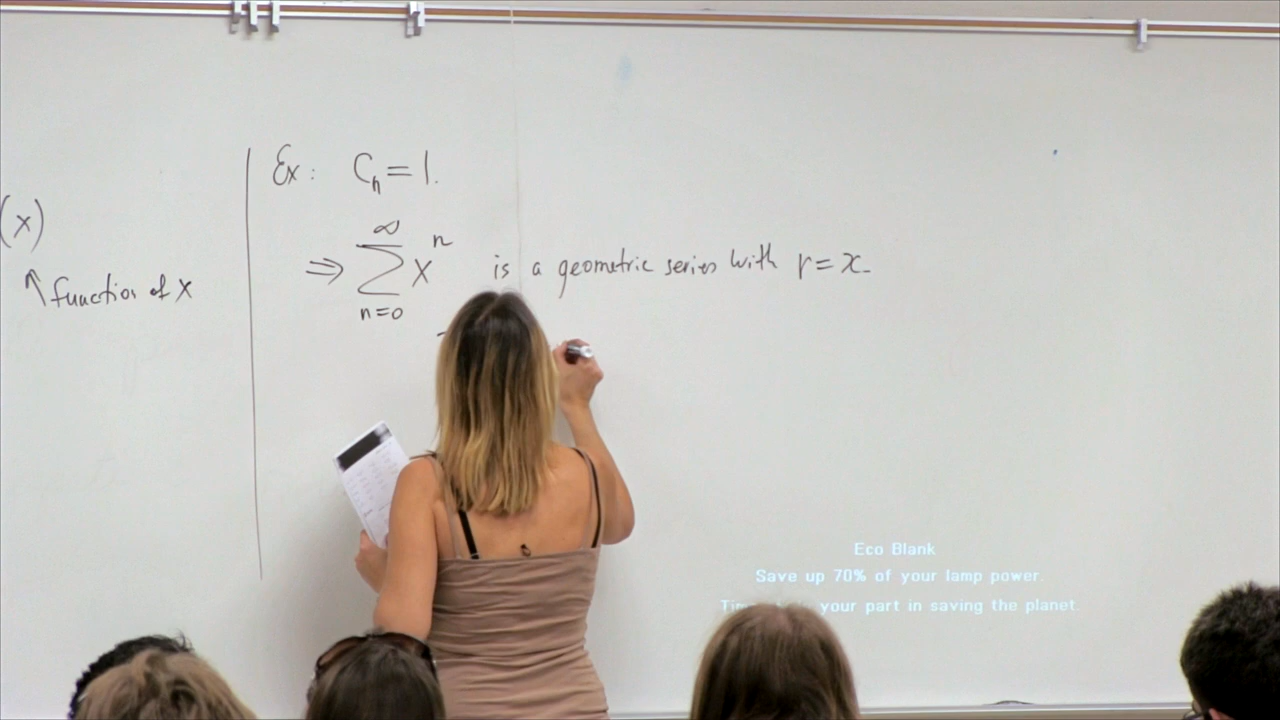 (x)
↑ function of x
Ex: Cₙ = 1.
⇒ ∑_{n=0}^{∞} xⁿ is a geometric series with r = x.
Eco Blank
Save up 70% of your lamp power.
your part in saving the planet.